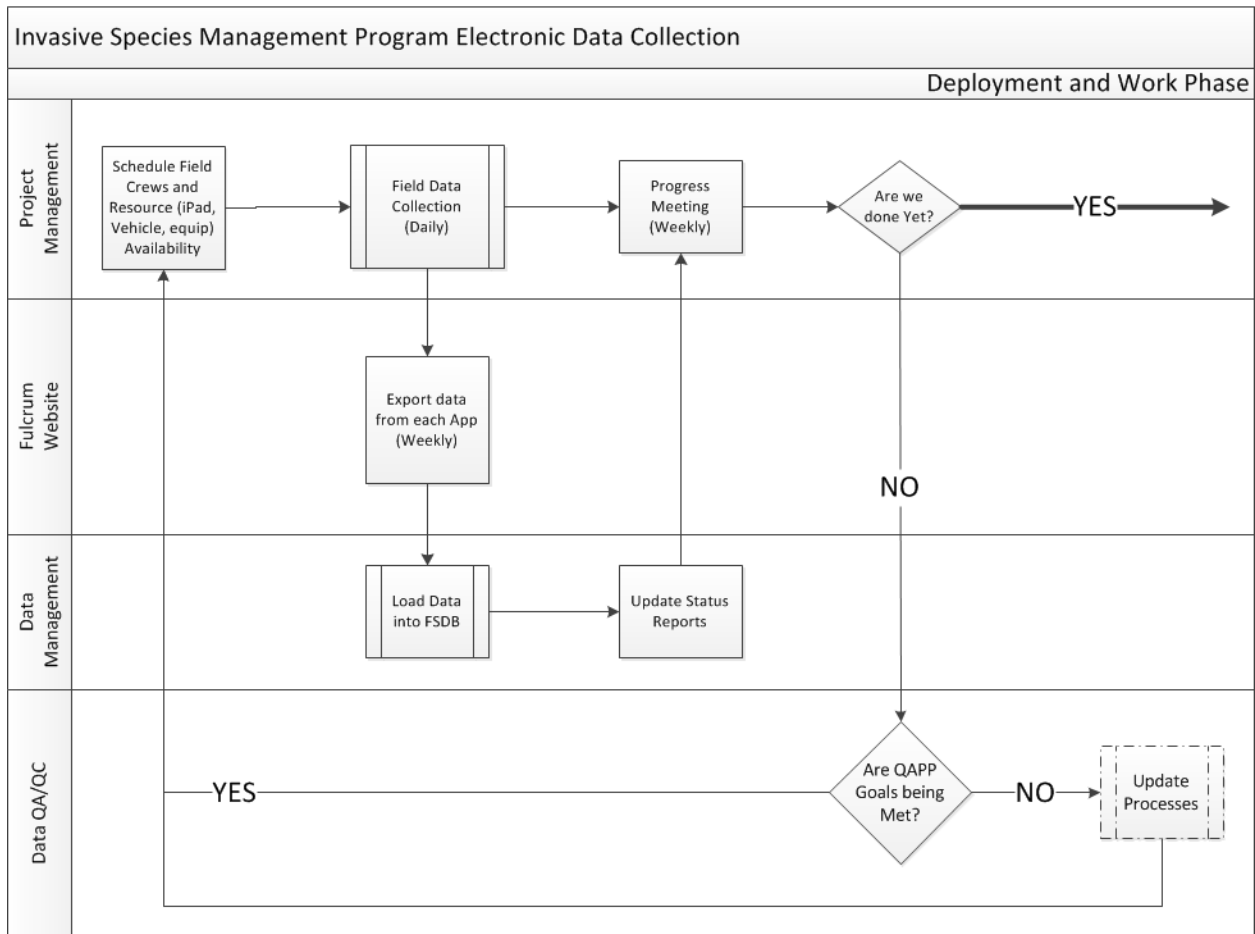 Invasive Species Management Program Electronic Data Collection
Deployment and Work Phase
Project
Management
Schedule Field
Crews and
Resource (iPad,
Vehicle, equip)
Availability
Field Data
Collection
(Daily)
Progress
Meeting
(Weekly)
Are we
done Yet?
YES
Fulcrum
Website
Export data
from each App
(Weekly)
NO
Data
Management
Load Data
into FSDB
Update Status
Reports
Data QA/QC
YES
Are QAPP
Goals being
Met?
NO
Update
Processes